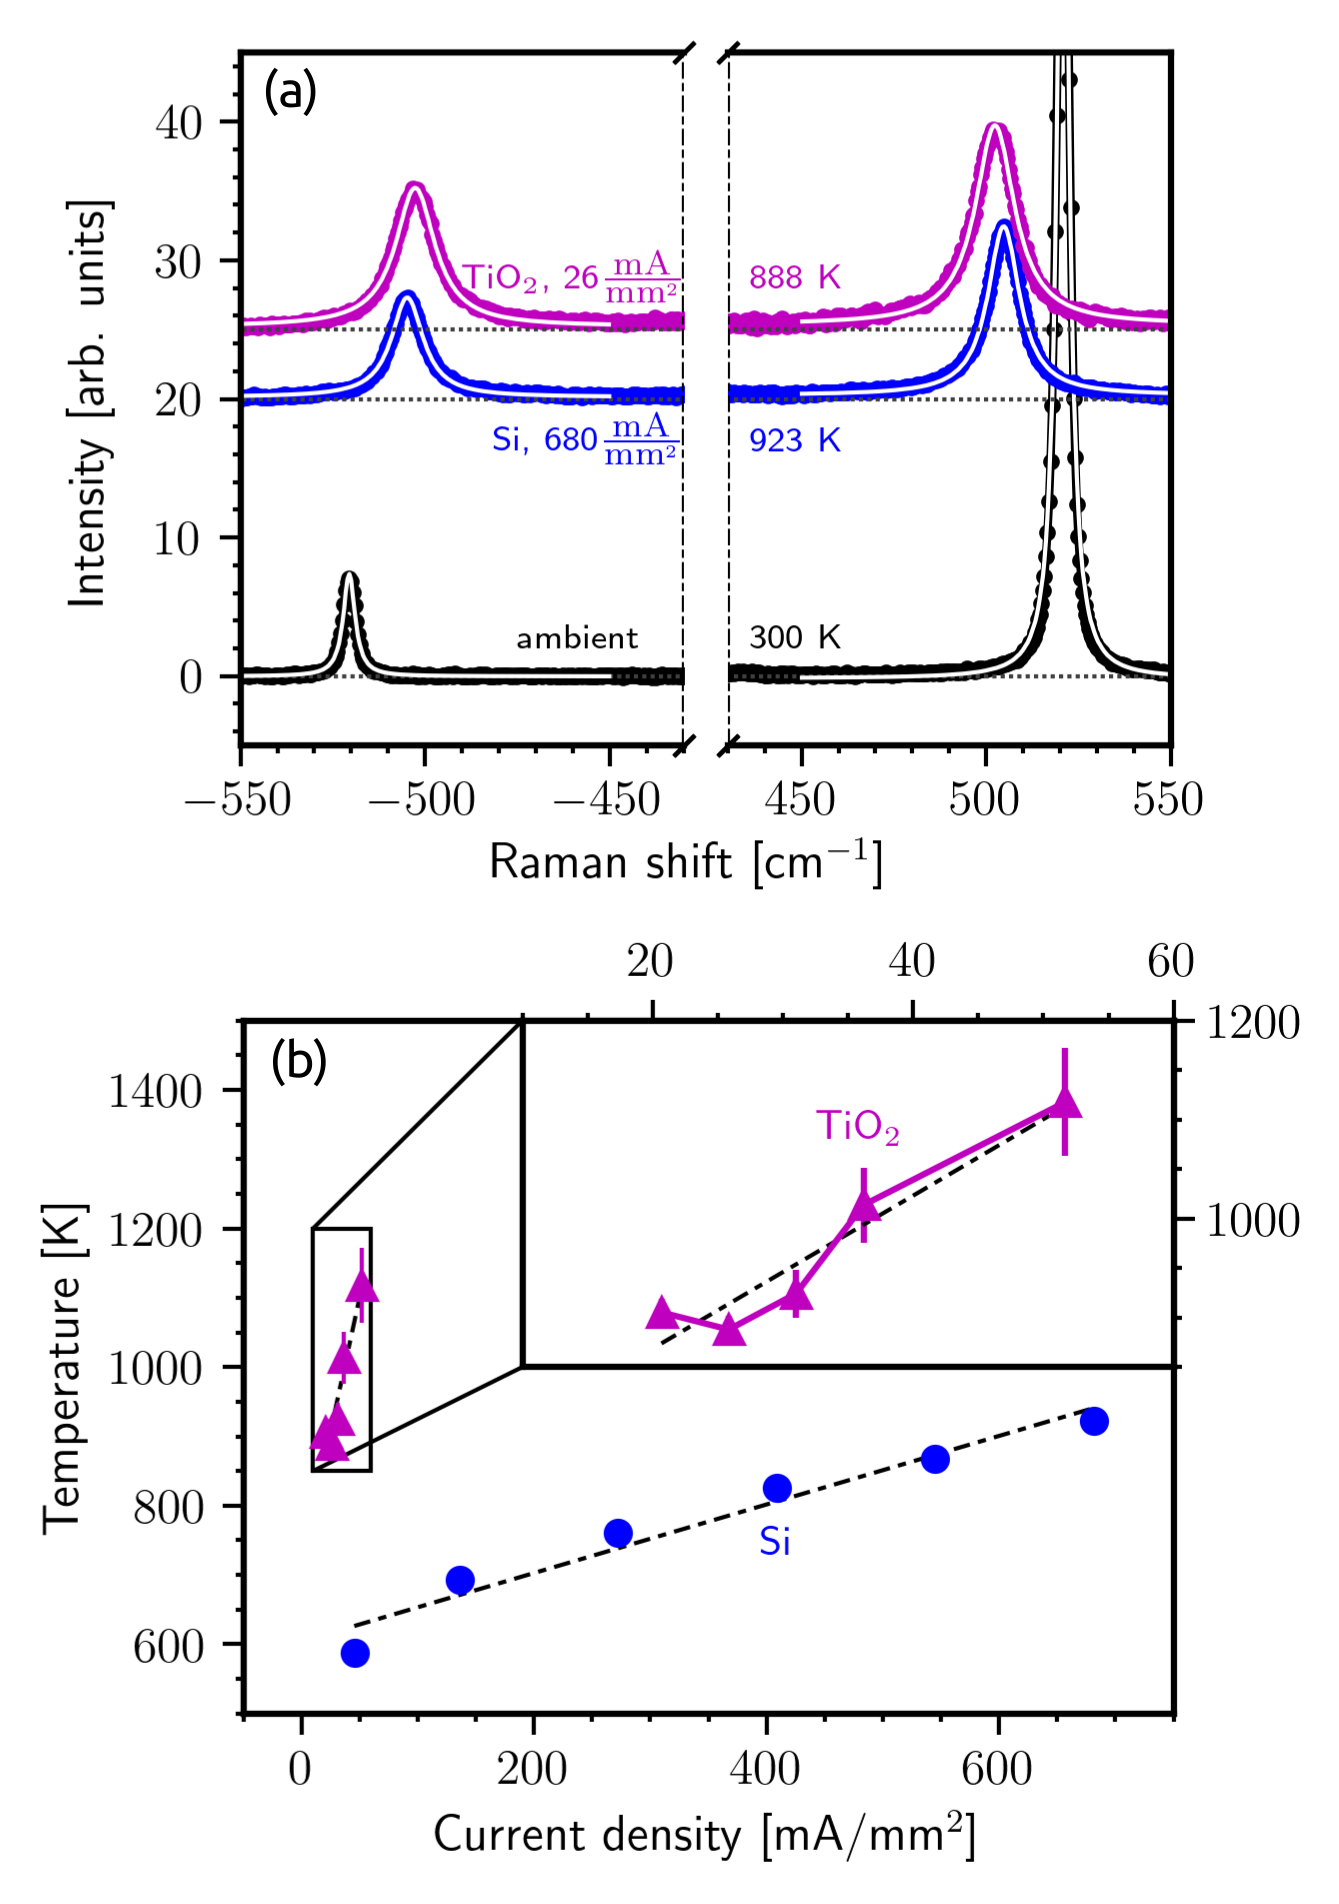 (a)
40
30
20
10
0
Intensity [arb. units]
TiO₂, 26 mA/mm²
888 K
Si, 680 mA/mm²
923 K
ambient
300 K
−550
−500
−450
450
500
550
Raman shift [cm⁻¹]
20
40
60
(b)
1400
1200
1000
800
600
Temperature [K]
TiO₂
1200
1000
Si
0
200
400
600
Current density [mA/mm²]